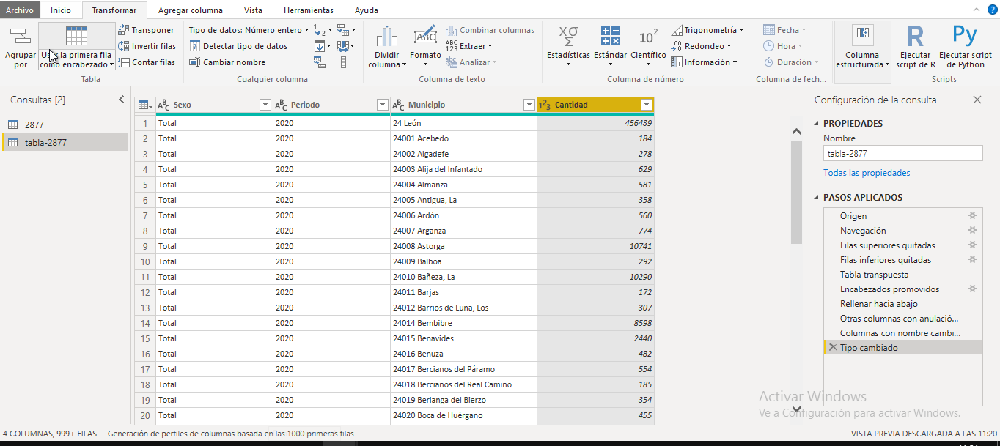 Archivo Inicio Transformar Agregar columna Vista Herramientas Ayuda
Agrupar
por
la primera fila
como encabezado
Transponer
Invertir filas
Contar filas
Tabla
Tipo de datos: Número entero
Detectar tipo de datos
Cambiar nombre
Cualquier columna
Dividir
columna
Formato
Combinar columnas
Extraer
Analizar
Columna de texto
Estadísticas
Estándar
Científico
Trigonometría
Redondeo
Información
Columna de número
Fecha
Hora
Duración
Columna de fech...
Columna
estructurada
Ejecutar
script de R
Ejecutar script
de Python
Scripts
Consultas [2]
2877
tabla-2877
Sexo Periodo Municipio Cantidad
1 Total 2020 24 León 456439
2 Total 2020 24001 Acebedo 184
3 Total 2020 24002 Algadefe 278
4 Total 2020 24003 Alija del Infantado 629
5 Total 2020 24004 Almanza 581
6 Total 2020 24005 Antigua, La 358
7 Total 2020 24006 Ardón 560
8 Total 2020 24007 Arganza 774
9 Total 2020 24008 Astorga 10741
10 Total 2020 24009 Balboa 292
11 Total 2020 24010 Bañeza, La 10290
12 Total 2020 24011 Barjas 172
13 Total 2020 24012 Barrios de Luna, Los 307
14 Total 2020 24014 Bembibre 8598
15 Total 2020 24015 Benavides 2440
16 Total 2020 24016 Benuza 482
17 Total 2020 24017 Bercianos del Páramo 554
18 Total 2020 24018 Bercianos del Real Camino 185
19 Total 2020 24019 Berlanga del Bierzo 354
20 Total 2020 24020 Boca de Huérgano 455
Configuración de la consulta
PROPIEDADES
Nombre
tabla-2877
Todas las propiedades
PASOS APLICADOS
Origen
Navegación
Filas superiores quitadas
Filas inferiores quitadas
Tabla transpuesta
Encabezados promovidos
Rellenar hacia abajo
Otras columnas con anulació...
Columnas con nombre cambi...
Tipo cambiado
Activar Windows
Ve a Configuración para activar Windows.
4 COLUMNAS, 999+ FILAS Generación de perfiles de columnas basada en las 1000 primeras filas
VISTA PREVIA DESCARGADA A LAS 11:20